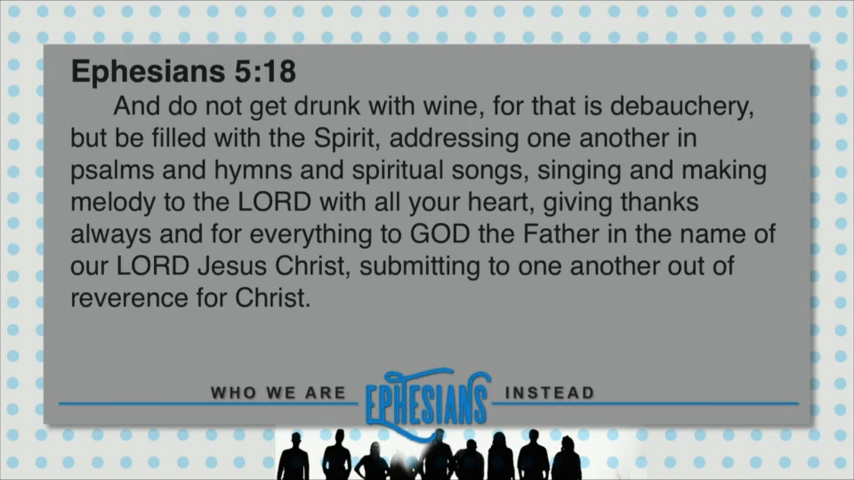 Ephesians 5:18
And do not get drunk with wine, for that is debauchery,
but be filled with the Spirit, addressing one another in
psalms and hymns and spiritual songs, singing and making
melody to the LORD with all your heart, giving thanks
always and for everything to GOD the Father in the name of
our LORD Jesus Christ, submitting to one another out of
reverence for Christ.
WHO WE ARE EPHESIANS INSTEAD